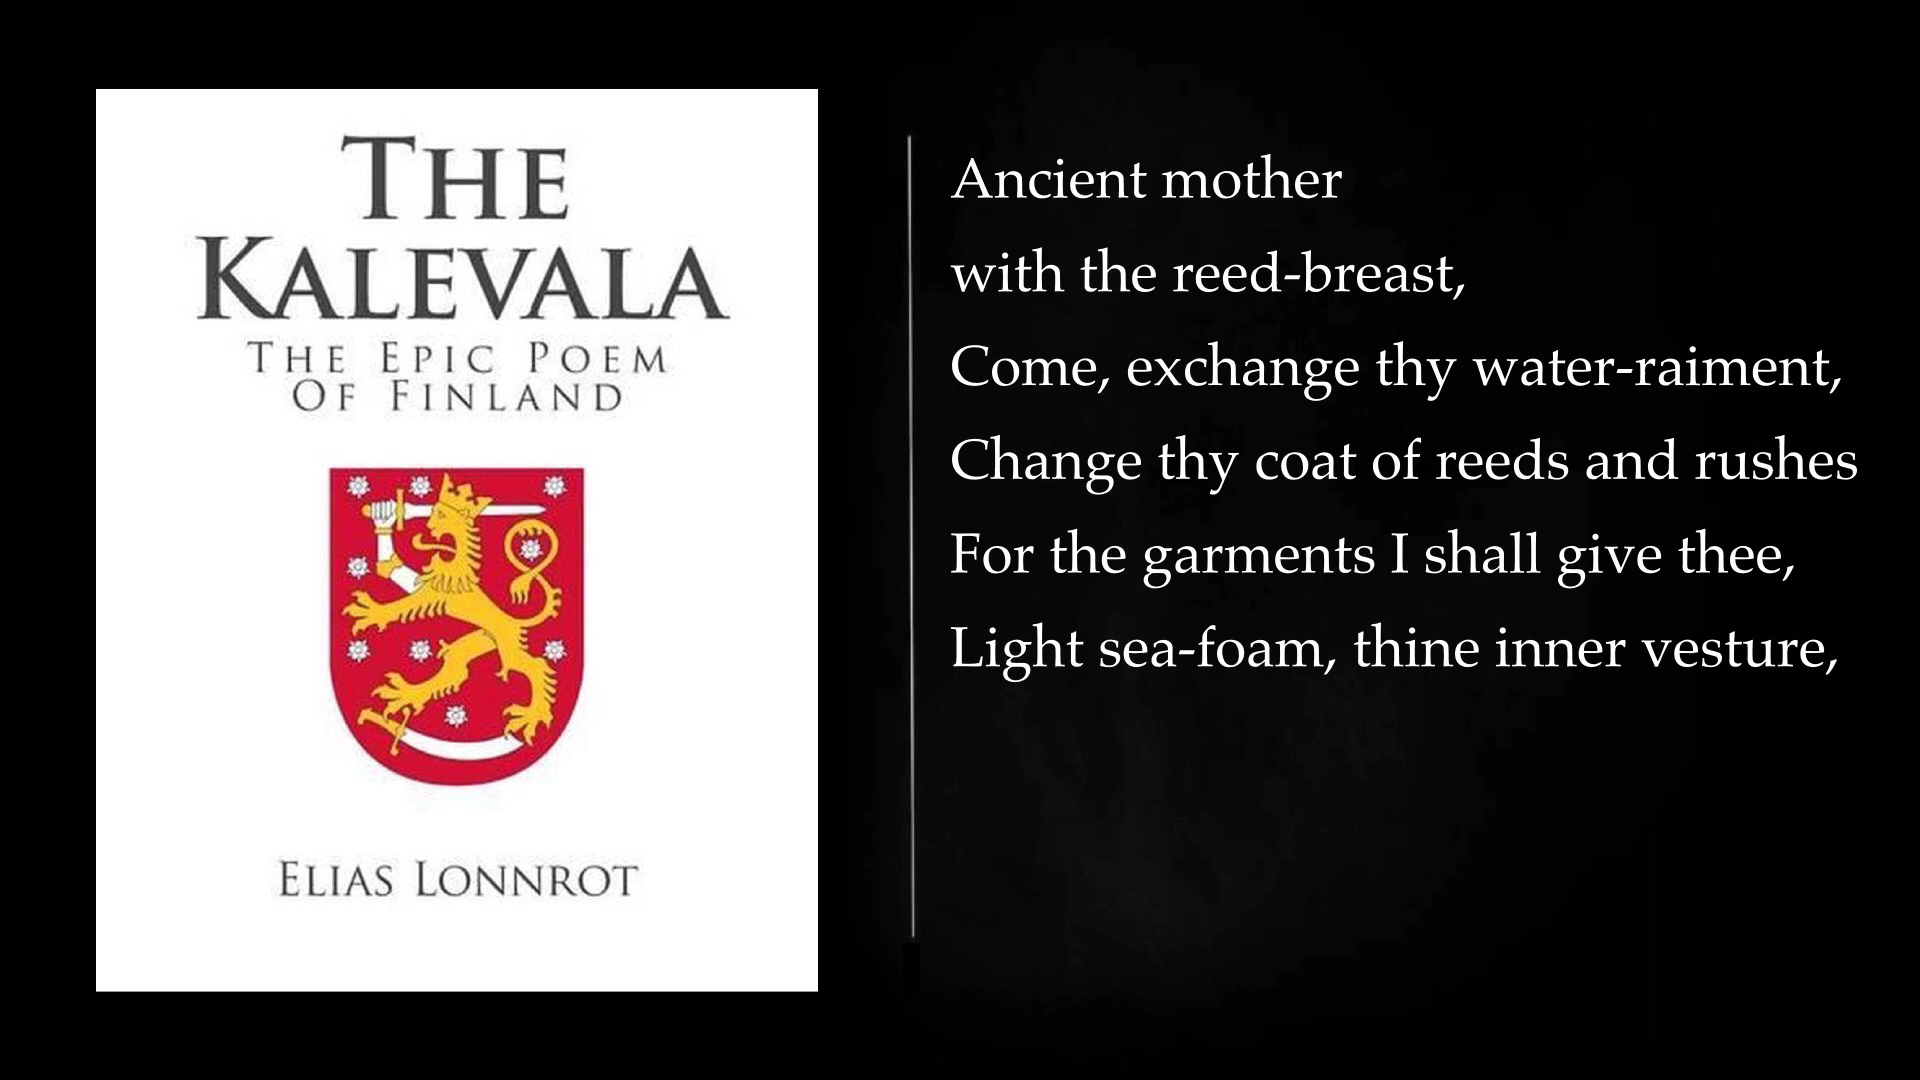 THE
KALEVALA
THE EPIC POEM
OF FINLAND
ELIAS LONNROT
Ancient mother
with the reed-breast,
Come, exchange thy water-raiment,
Change thy coat of reeds and rushes
For the garments I shall give thee,
Light sea-foam, thine inner vesture,